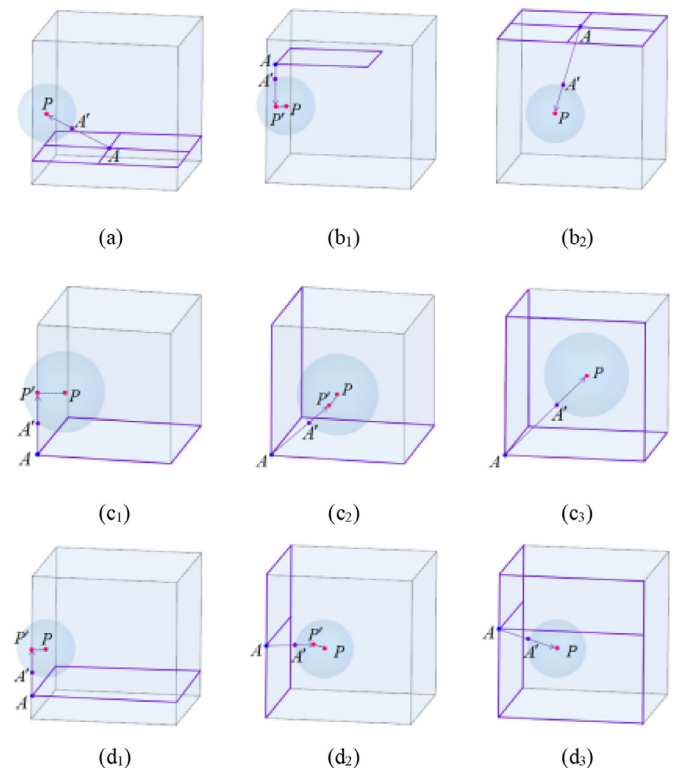 P
A'
A
A
A'
P' P
A
A'
P
(a) (b₁) (b₂)
P' P
A'
A
P
P'
A'
A
P
A'
A
(c₁) (c₂) (c₃)
P' P
A'
A
A
A'
P'
P
A
A'
P
(d₁) (d₂) (d₃)